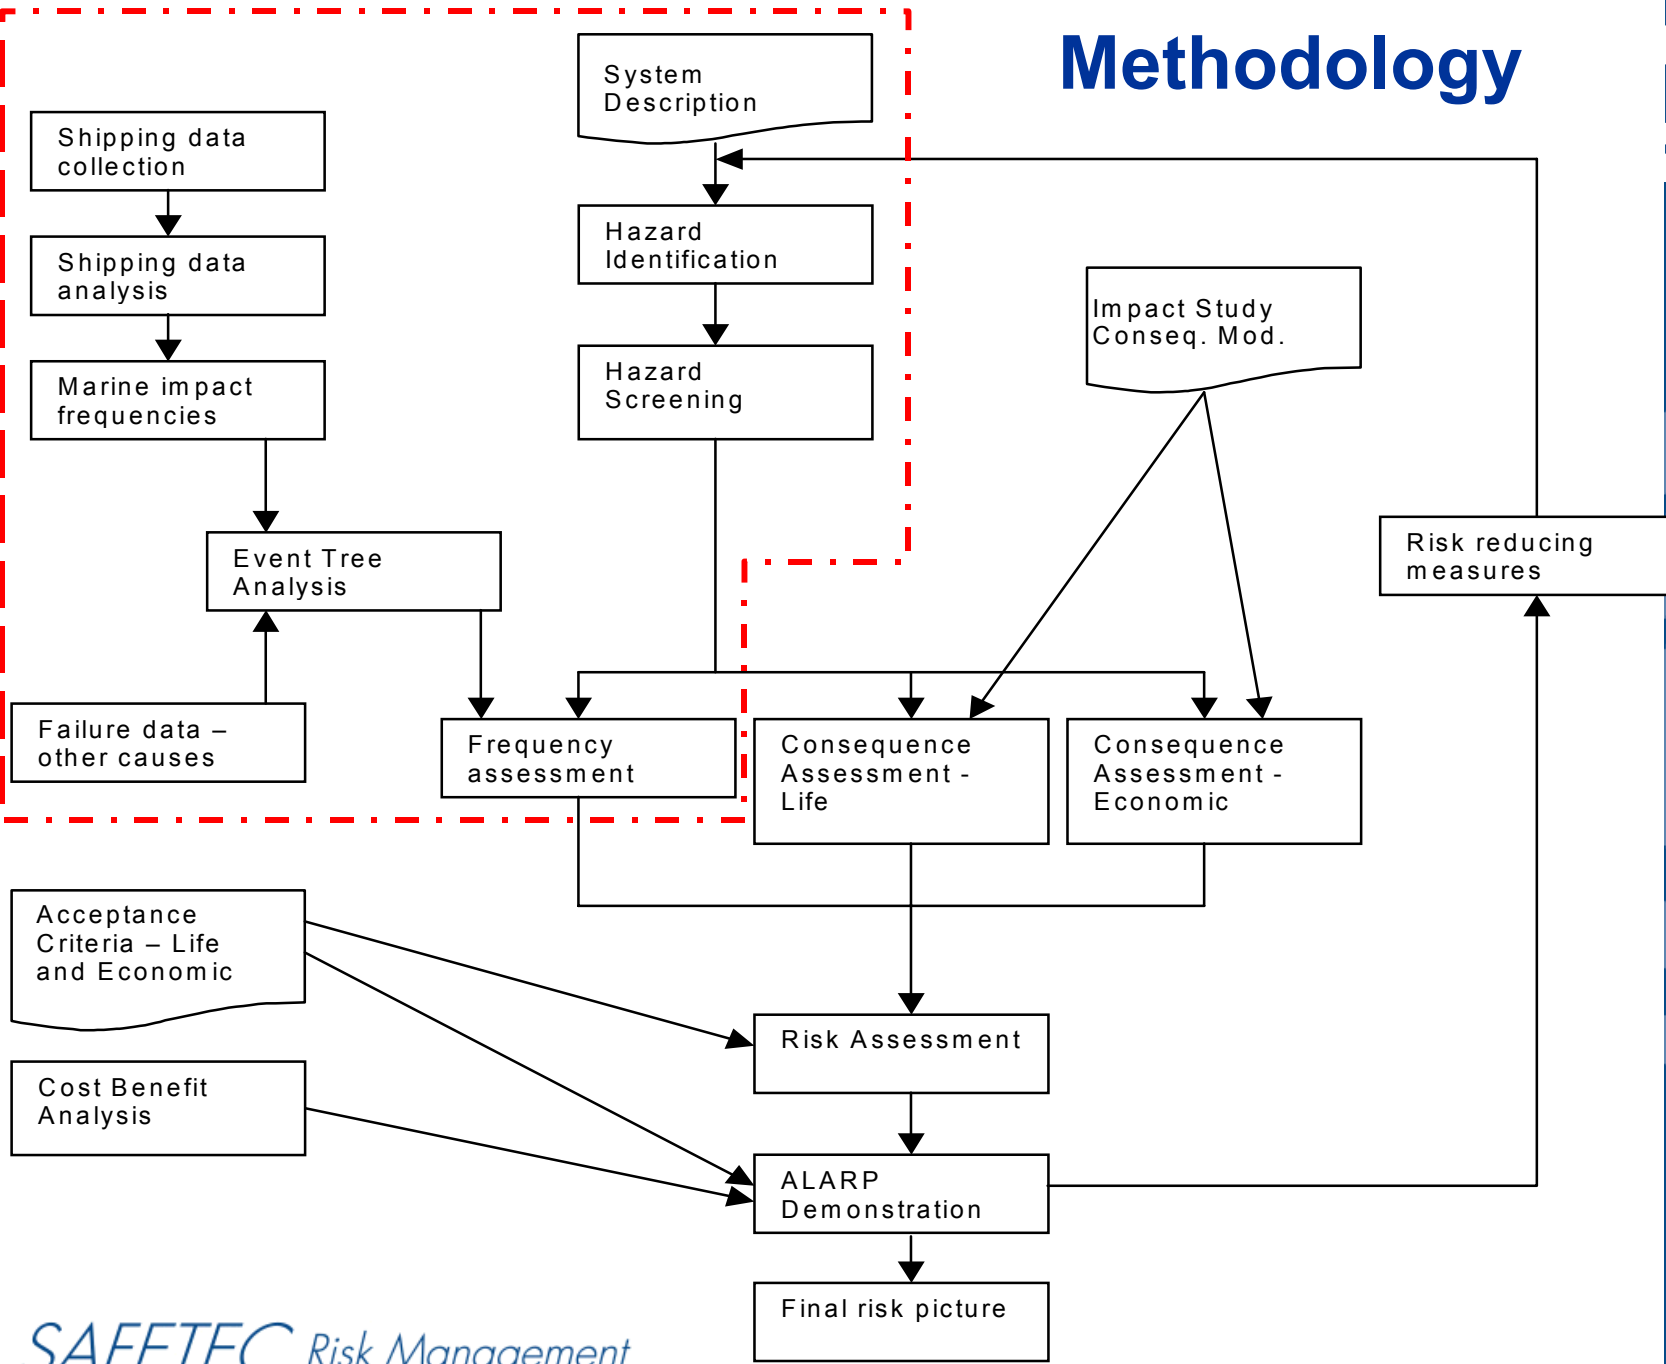 Methodology
System
Description
Shipping data
collection
Shipping data
analysis
Marine impact
frequencies
Hazard
Identification
Hazard
Screening
Impact Study
Conseq. Mod.
Event Tree
Analysis
Risk reducing
measures
Failure data –
other causes
Frequency
assessment
Consequence
Assessment -
Life
Consequence
Assessment -
Economic
Acceptance
Criteria – Life
and Economic
Risk Assessment
Cost Benefit
Analysis
ALARP
Demonstration
Final risk picture
SAFETEC Risk Management